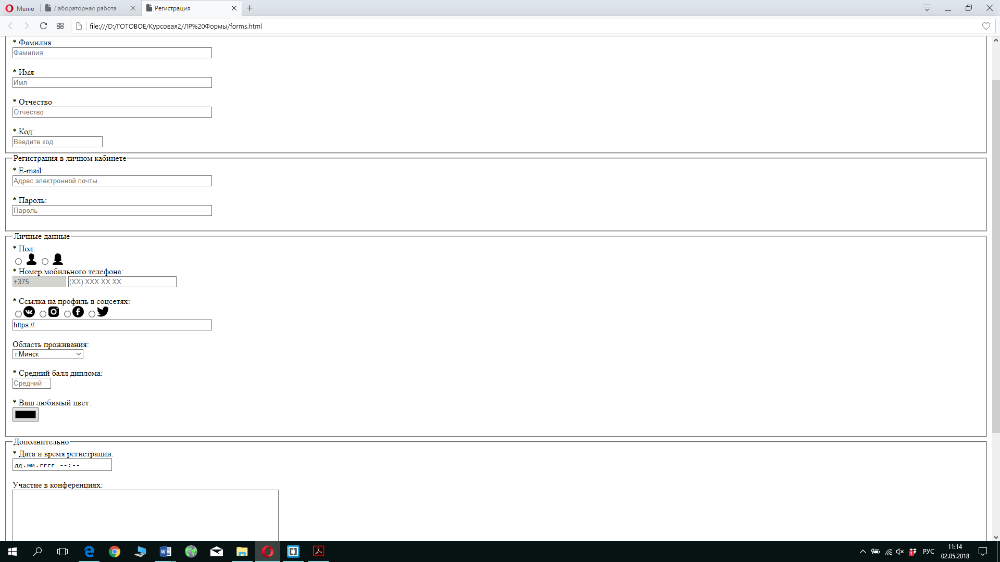 Меню
Лабораторная работа
Регистрация
file:///D:/ГОТОВОЕ/Курсовая2/ЛР%20Формы/forms.html
* Фамилия
Фамилия
* Имя
Имя
* Отчество
Отчество
* Код:
Введите код
Регистрация в личном кабинете
* E-mail:
Адрес электронной почты
* Пароль:
Пароль
Личные данные
* Пол:
* Номер мобильного телефона:
+375 (XX) XXX XX XX
* Ссылка на профиль в соцсетях:
https://
Область проживания:
г.Минск
* Средний балл диплома:
Средний
* Ваш любимый цвет:
Дополнительно
* Дата и время регистрации:
дд.мм.гггг --:--
Участие в конференциях:
РУС
11:14
02.05.2018